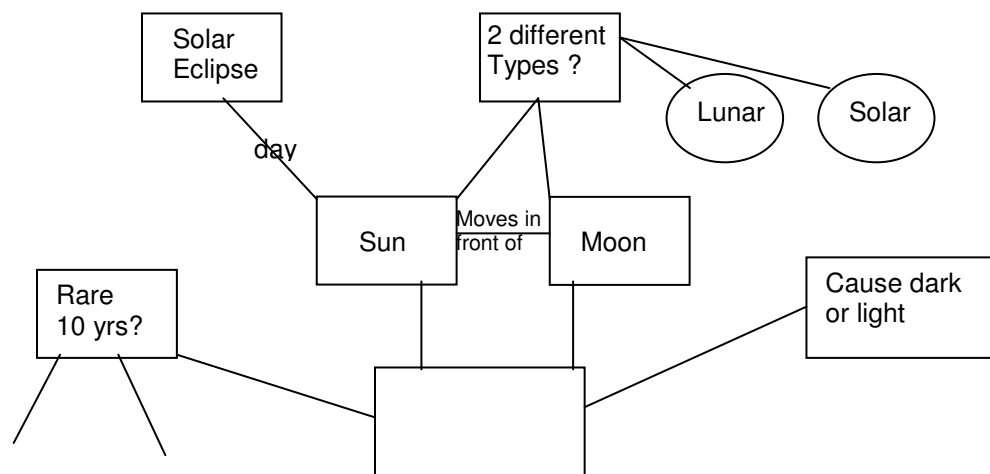 Solar
Eclipse
2 different
Types ?
Lunar
Solar
day
Sun
Moves in
front of
Moon
Rare
10 yrs?
Cause dark
or light